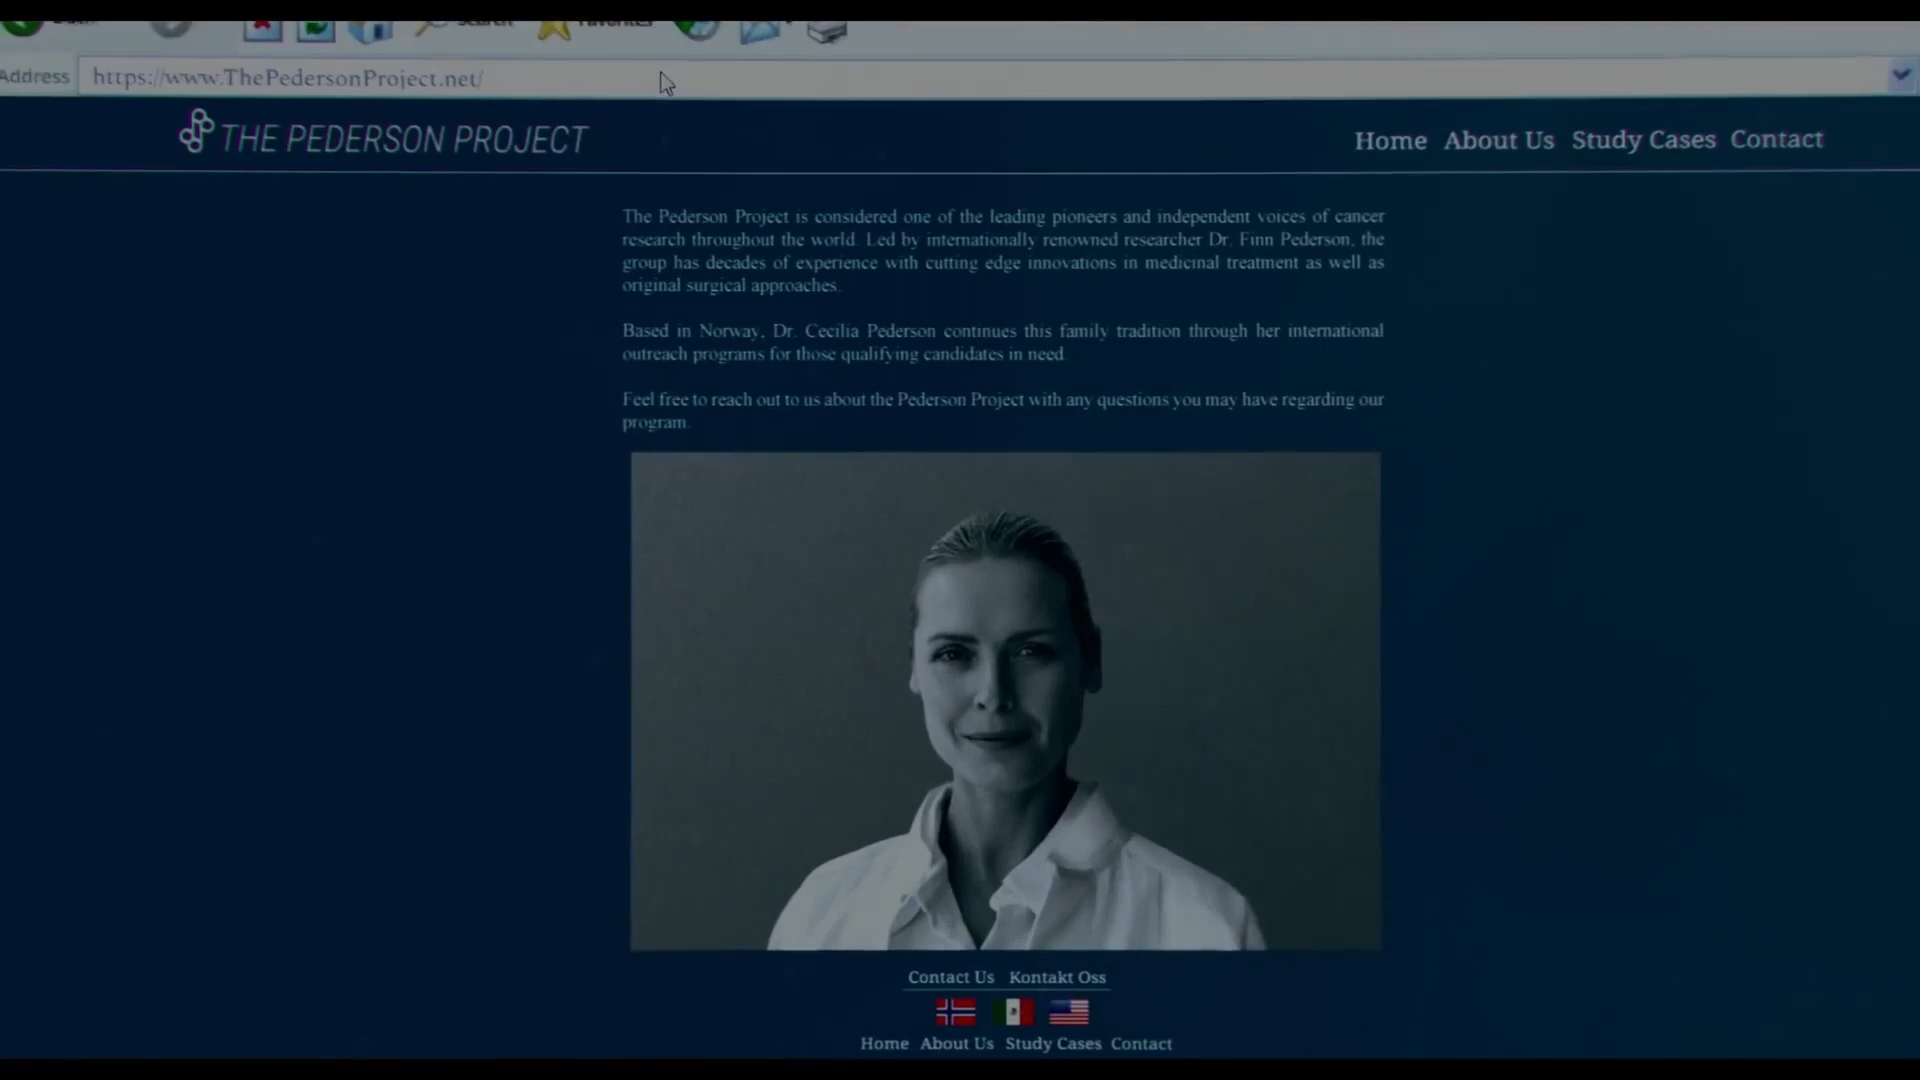 Search Favorites
Address https://www.ThePedersonProject.net/
THE PEDERSON PROJECT
Home About Us Study Cases Contact
The Pederson Project is considered one of the leading pioneers and independent voices of cancer
research throughout the world. Led by internationally renowned researcher Dr. Finn Pederson, the
group has decades of experience with cutting edge innovations in medicinal treatment as well as
original surgical approaches.
Based in Norway, Dr. Cecilia Pederson continues this family tradition through her international
outreach programs for those qualifying candidates in need.
Feel free to reach out to us about the Pederson Project with any questions you may have regarding our
program.
Contact Us Kontakt Oss
Home About Us Study Cases Contact